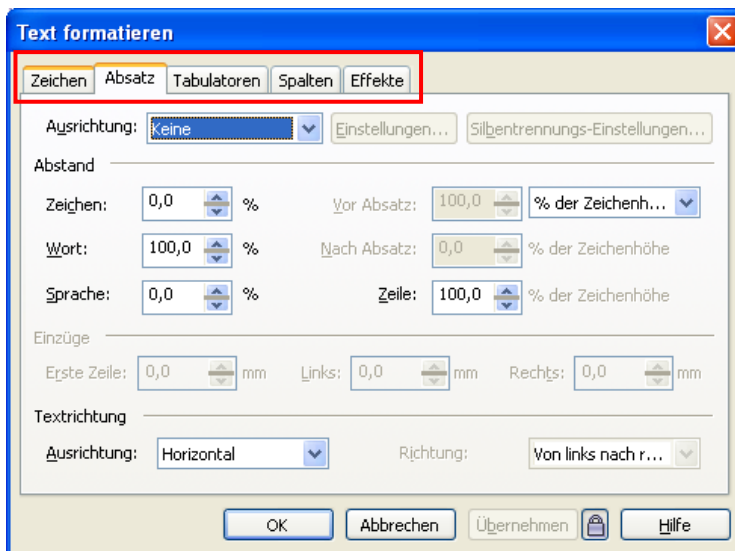 Text formatieren
Zeichen Absatz Tabulatoren Spalten Effekte
Ausrichtung: Keine Einstellungen... Silbentrennungs-Einstellungen...
Abstand
Zeichen: 0,0 % Vor Absatz: 100,0 % der Zeichenh...
Wort: 100,0 % Nach Absatz: 0,0 % der Zeichenhöhe
Sprache: 0,0 % Zeile: 100,0 % der Zeichenhöhe
Einzüge
Erste Zeile: 0,0 mm Links: 0,0 mm Rechts: 0,0 mm
Textrichtung
Ausrichtung: Horizontal Richtung: Von links nach r...
OK Abbrechen Übernehmen Hilfe